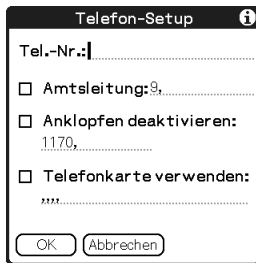 Telefon-Setup
Tel.-Nr.:
Amtsleitung: 9,
Anklopfen deaktivieren:
1170,
Telefonkarte verwenden:
,,,,
OK Abbrechen